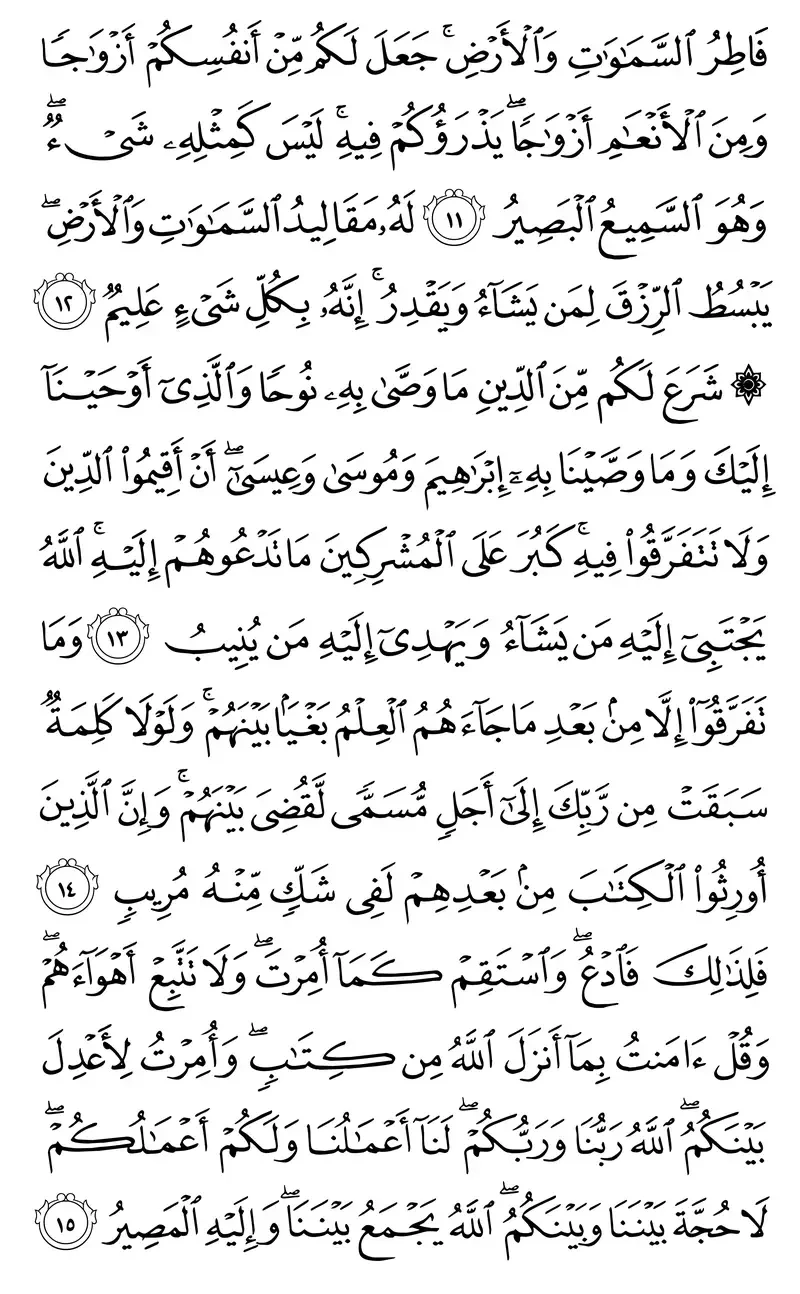 فَاطِرُ ٱلسَّمَٰوَٰتِ وَٱلۡأَرۡضِۚ جَعَلَ لَكُم مِّنۡ أَنفُسِكُمۡ أَزۡوَٰجٗا
وَمِنَ ٱلۡأَنۡعَٰمِ أَزۡوَٰجٗا يَذۡرَؤُكُمۡ فِيهِۚ لَيۡسَ كَمِثۡلِهِۦ شَيۡءٞۖ
وَهُوَ ٱلسَّمِيعُ ٱلۡبَصِيرُ ١١ لَهُۥ مَقَالِيدُ ٱلسَّمَٰوَٰتِ وَٱلۡأَرۡضِۖ
يَبۡسُطُ ٱلرِّزۡقَ لِمَن يَشَآءُ وَيَقۡدِرُۚ إِنَّهُۥ بِكُلِّ شَيۡءٍ عَلِيمٞ ١٢
۞ شَرَعَ لَكُم مِّنَ ٱلدِّينِ مَا وَصَّىٰ بِهِۦ نُوحٗا وَٱلَّذِيٓ أَوۡحَيۡنَآ
إِلَيۡكَ وَمَا وَصَّيۡنَا بِهِۦٓ إِبۡرَٰهِيمَ وَمُوسَىٰ وَعِيسَىٰٓۖ أَنۡ أَقِيمُواْ ٱلدِّينَ
وَلَا تَتَفَرَّقُواْ فِيهِۚ كَبُرَ عَلَى ٱلۡمُشۡرِكِينَ مَا تَدۡعُوهُمۡ إِلَيۡهِۚ ٱللَّهُ
يَجۡتَبِيٓ إِلَيۡهِ مَن يَشَآءُ وَيَهۡدِيٓ إِلَيۡهِ مَن يُنِيبُ ١٣ وَمَا
تَفَرَّقُوٓاْ إِلَّا مِنۢ بَعۡدِ مَا جَآءَهُمُ ٱلۡعِلۡمُ بَغۡيَۢا بَيۡنَهُمۡۚ وَلَوۡلَا كَلِمَةٞ
سَبَقَتۡ مِن رَّبِّكَ إِلَىٰٓ أَجَلٖ مُّسَمّٗى لَّقُضِيَ بَيۡنَهُمۡۚ وَإِنَّ ٱلَّذِينَ
أُورِثُواْ ٱلۡكِتَٰبَ مِنۢ بَعۡدِهِمۡ لَفِي شَكّٖ مِّنۡهُ مُرِيبٖ ١٤
فَلِذَٰلِكَ فَٱدۡعُۖ وَٱسۡتَقِمۡ كَمَآ أُمِرۡتَۖ وَلَا تَتَّبِعۡ أَهۡوَآءَهُمۡۖ
وَقُلۡ ءَامَنتُ بِمَآ أَنزَلَ ٱللَّهُ مِن كِتَٰبٖۖ وَأُمِرۡتُ لِأَعۡدِلَ
بَيۡنَكُمُۖ ٱللَّهُ رَبُّنَا وَرَبُّكُمۡۖ لَنَآ أَعۡمَٰلُنَا وَلَكُمۡ أَعۡمَٰلُكُمۡۖ
لَا حُجَّةَ بَيۡنَنَا وَبَيۡنَكُمُۖ ٱللَّهُ يَجۡمَعُ بَيۡنَنَاۖ وَإِلَيۡهِ ٱلۡمَصِيرُ ١٥